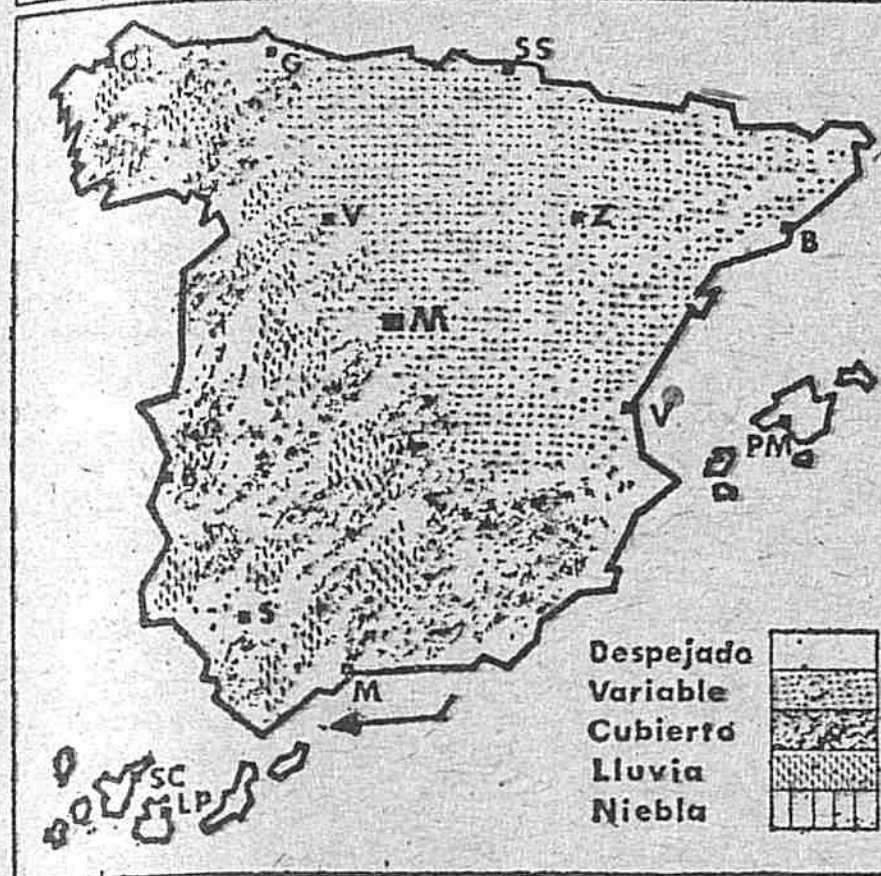 SS
G
V
Z
B
M
V
PM
S
M
SC
LP
Despejado
Variable
Cubierto
Lluvia
Niebla